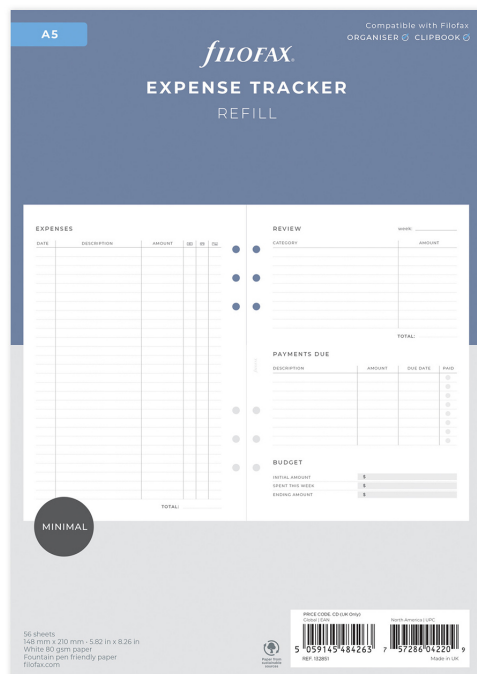 A5
Compatible with Filofax
ORGANISER CLIPBOOK
fILOFAX.
EXPENSE TRACKER
REFILL
EXPENSES
DATE DESCRIPTION AMOUNT
TOTAL:
REVIEW
WEEK:
CATEGORY AMOUNT
TOTAL:
PAYMENTS DUE
DESCRIPTION AMOUNT DUE DATE PAID
BUDGET
INITIAL AMOUNT $
SPENT THIS WEEK $
ENDING AMOUNT $
MINIMAL
56 sheets
148 mm x 210 mm - 5.82 in x 8.26 in
White 80 gsm paper
Fountain pen friendly paper
filofax.com
Paper from
sustainable
sources
PRICE CODE: CD (UK Only)
Global | EAN
North America | UPC
5 059145 484263
7 57286 04220 9
REF: 132851
Made in UK